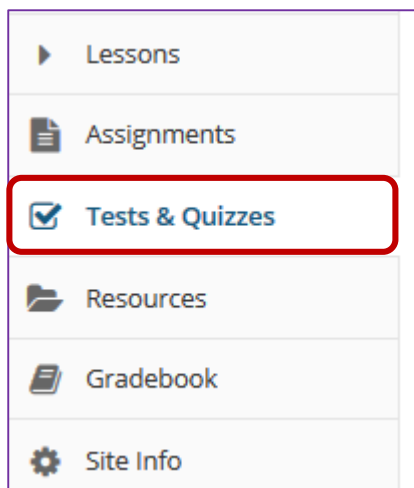 Lessons
Assignments
Tests & Quizzes
Resources
Gradebook
Site Info